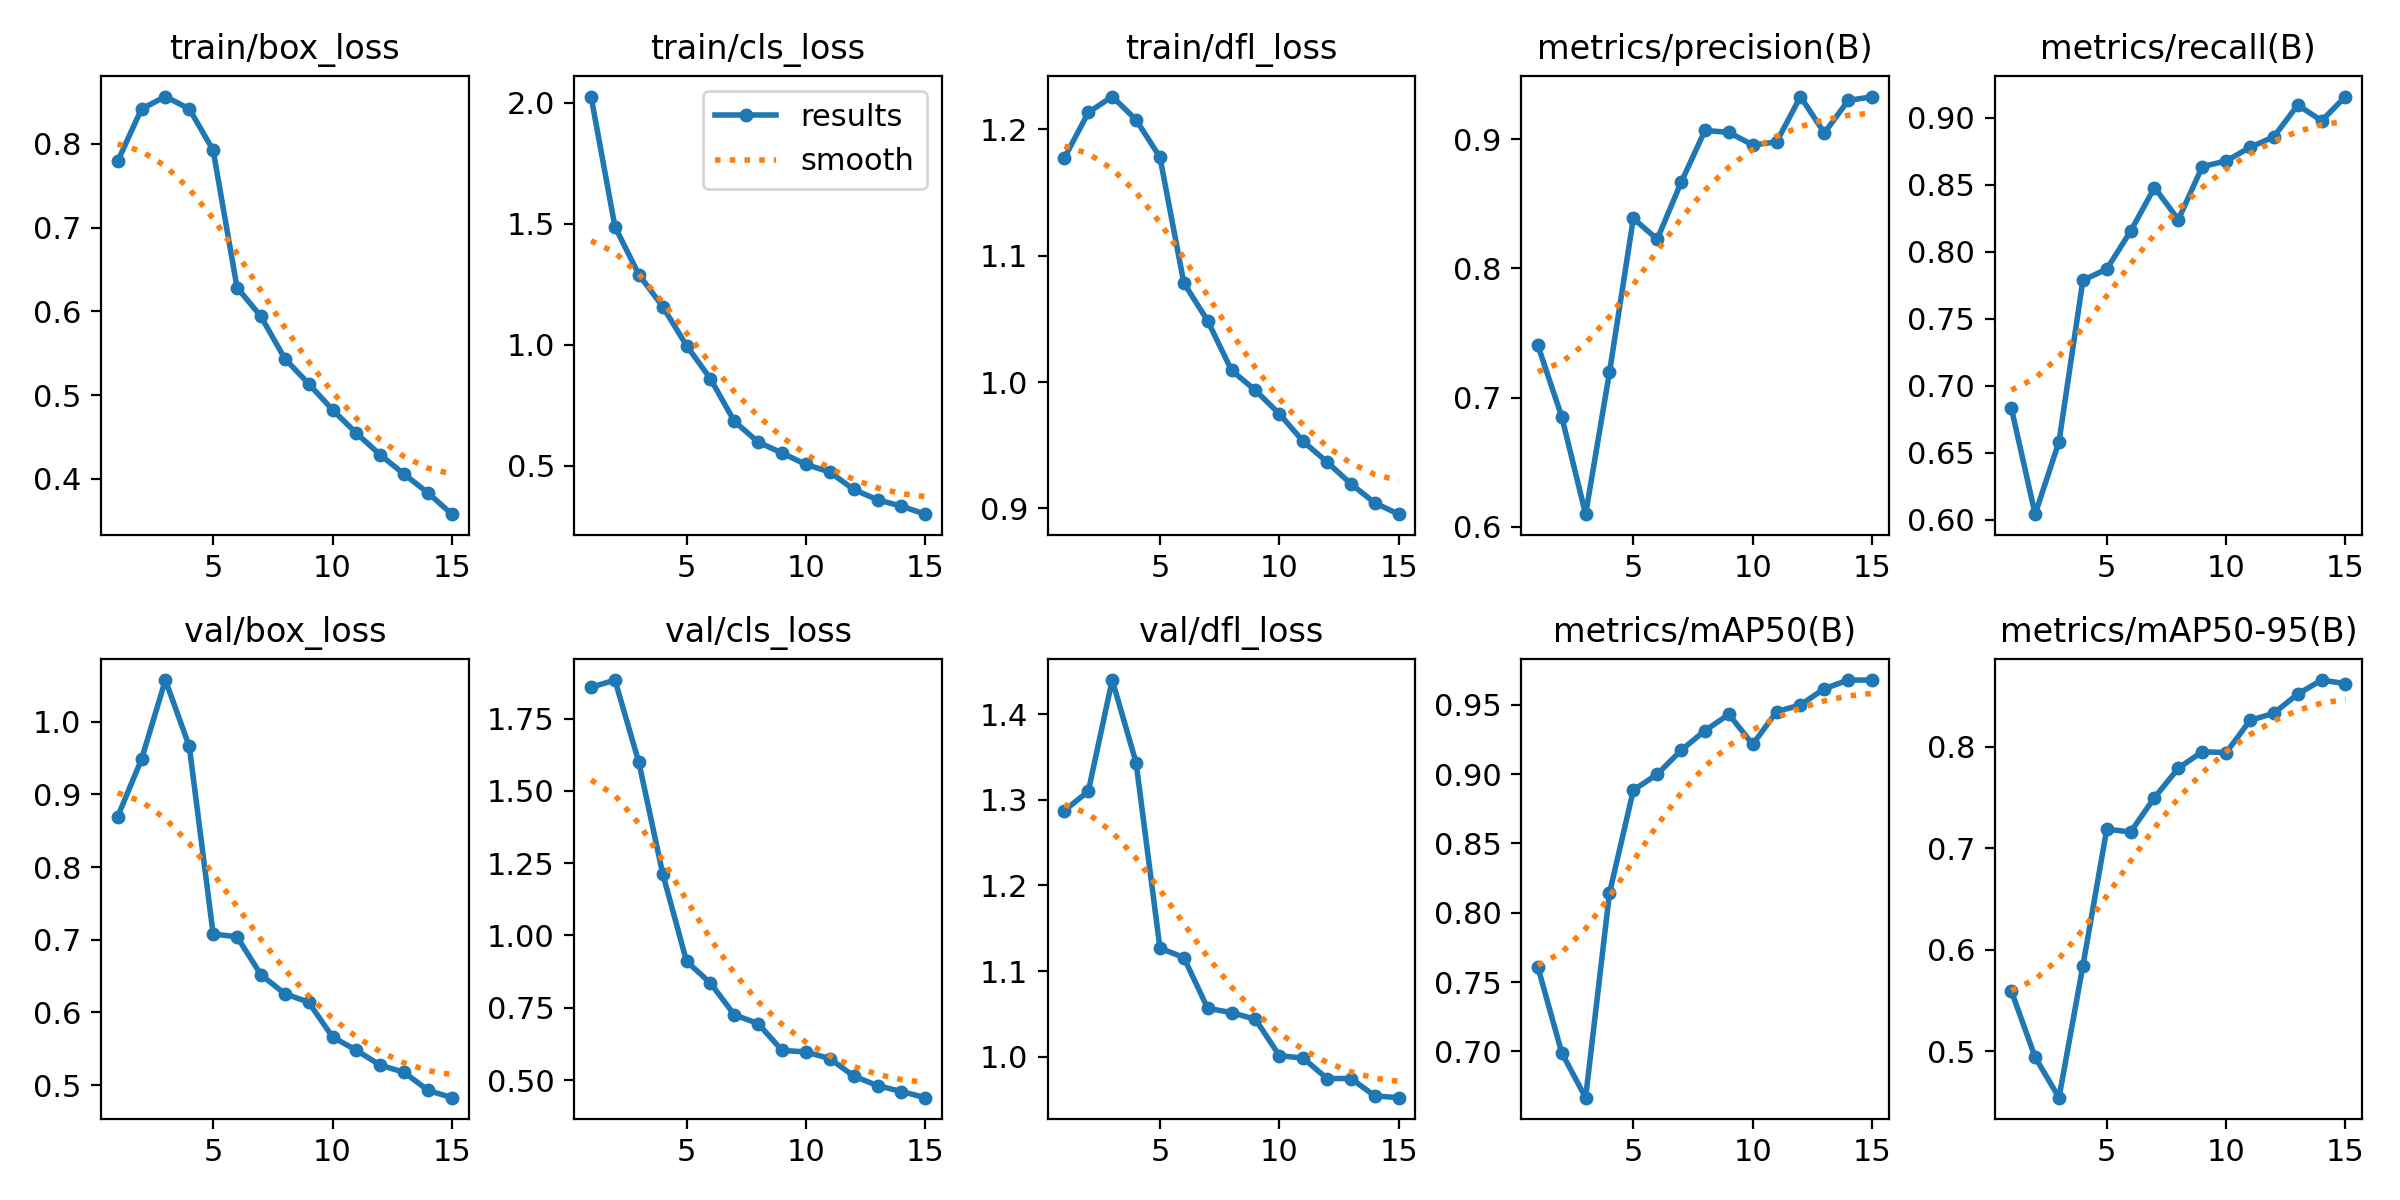 train/box_loss
0.8
0.7
0.6
0.5
0.4
5 10 15
train/cls_loss
results
smooth
2.0
1.5
1.0
0.5
5 10 15
train/dfl_loss
1.2
1.1
1.0
0.9
5 10 15
metrics/precision(B)
0.9
0.8
0.7
0.6
5 10 15
metrics/recall(B)
0.90
0.85
0.80
0.75
0.70
0.65
0.60
5 10 15
val/box_loss
1.0
0.9
0.8
0.7
0.6
0.5
5 10 15
val/cls_loss
1.75
1.50
1.25
1.00
0.75
0.50
5 10 15
val/dfl_loss
1.4
1.3
1.2
1.1
1.0
5 10 15
metrics/mAP50(B)
0.95
0.90
0.85
0.80
0.75
0.70
5 10 15
metrics/mAP50-95(B)
0.8
0.7
0.6
0.5
5 10 15